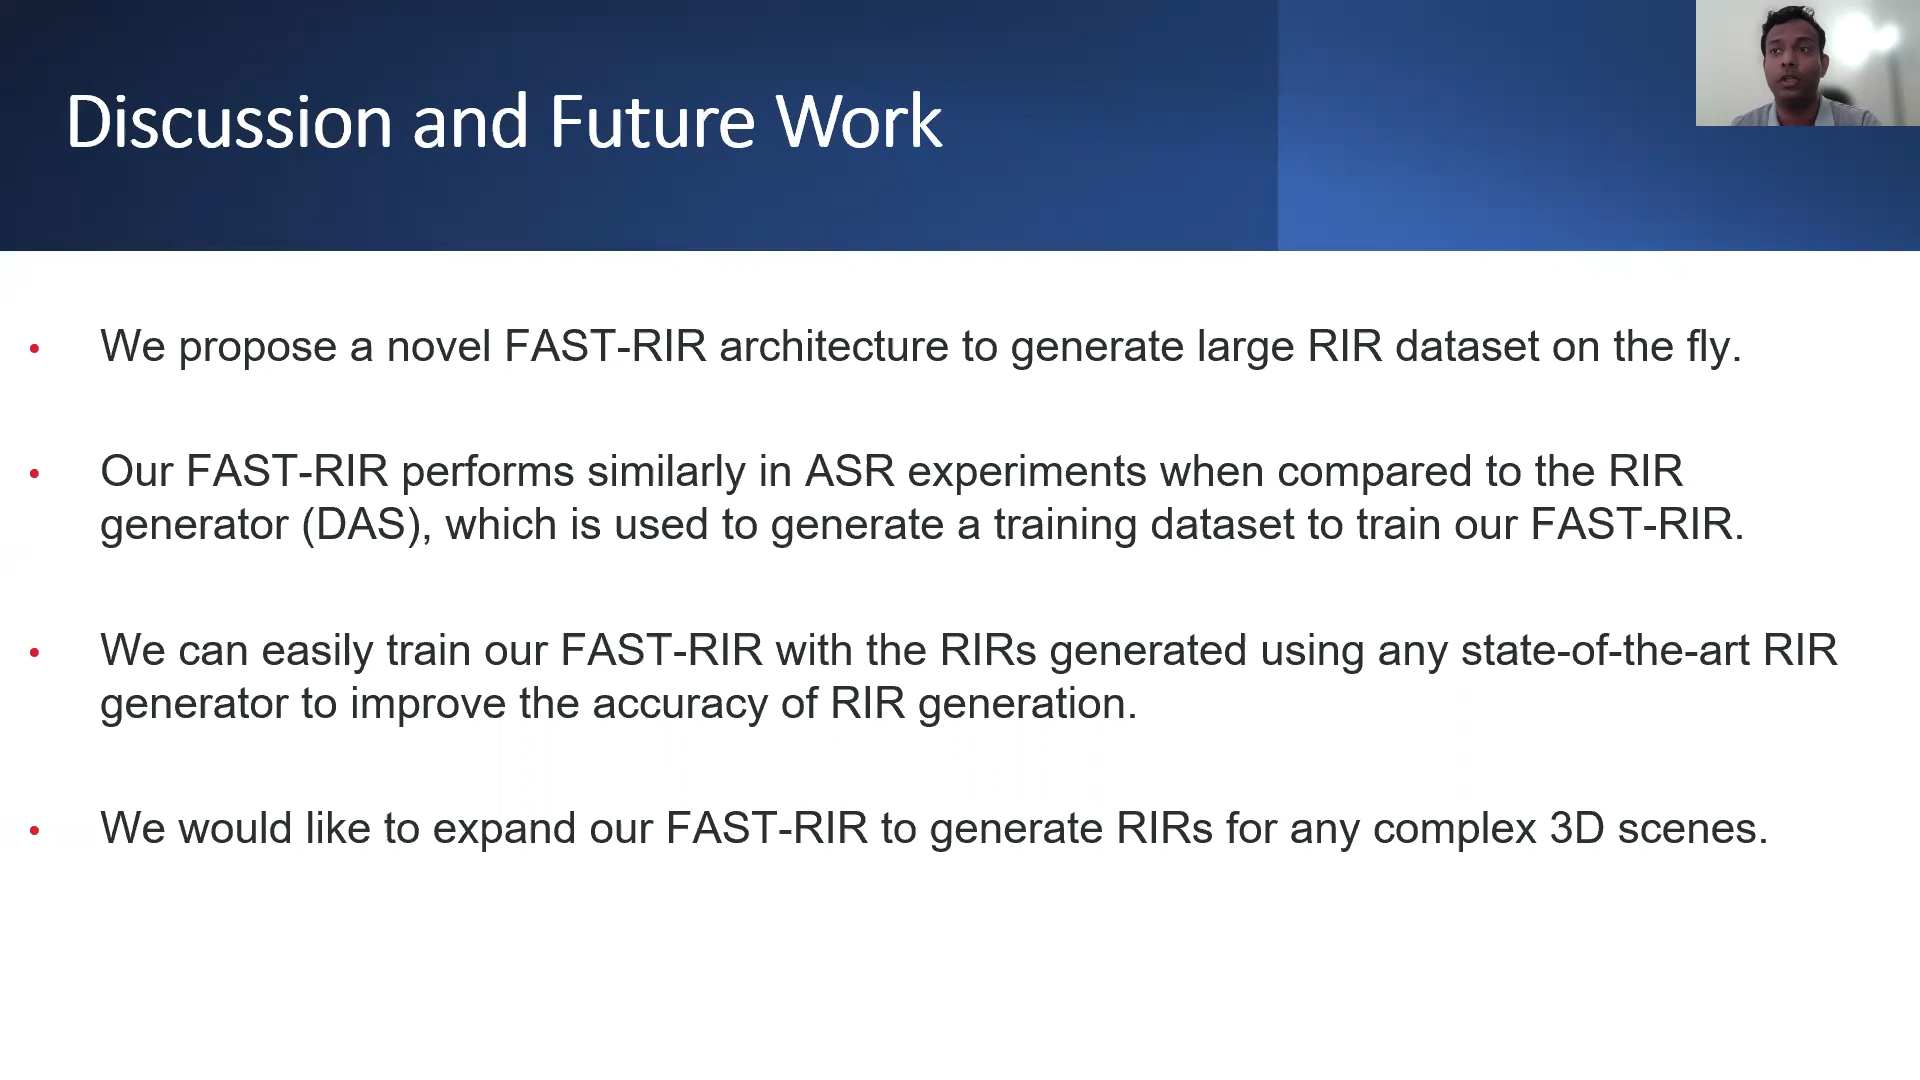 Discussion and Future Work
• We propose a novel FAST-RIR architecture to generate large RIR dataset on the fly.
• Our FAST-RIR performs similarly in ASR experiments when compared to the RIR
generator (DAS), which is used to generate a training dataset to train our FAST-RIR.
• We can easily train our FAST-RIR with the RIRs generated using any state-of-the-art RIR
generator to improve the accuracy of RIR generation.
• We would like to expand our FAST-RIR to generate RIRs for any complex 3D scenes.